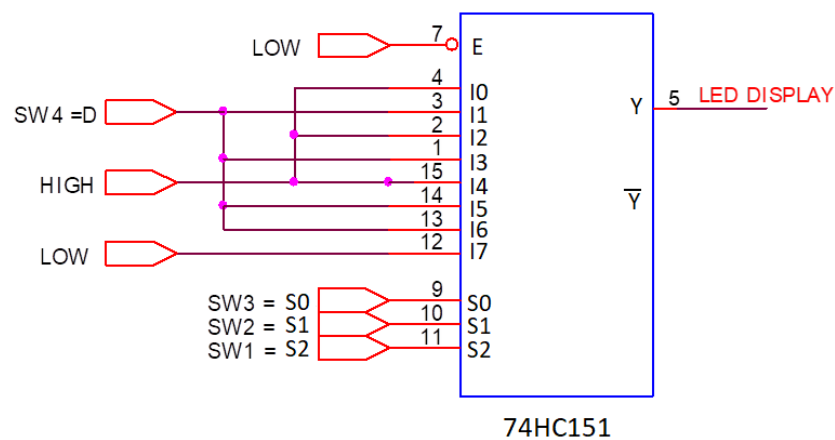 LOW
7
E
4
I0
SW4 =D
3
I1
2
I2
1
I3
HIGH
15
I4
14
I5
13
I6
LOW
12
I7
SW3 = S0
9
S0
SW2 = S1
10
S1
SW1 = S2
11
S2
Y
5
LED DISPLAY
Y̅
74HC151